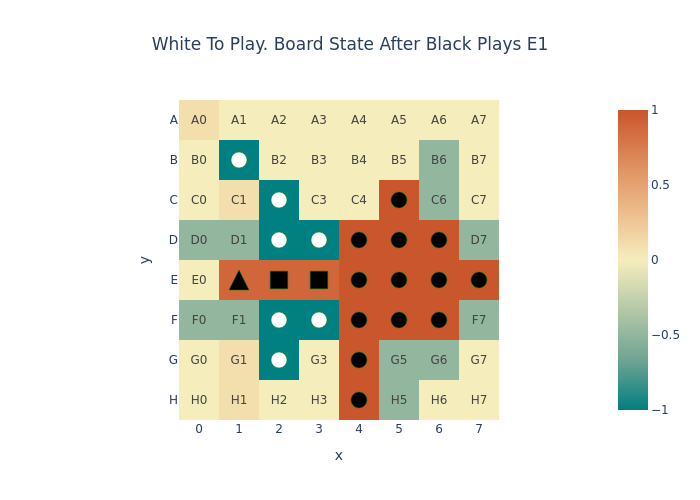 White To Play. Board State After Black Plays E1
A A0 A1 A2 A3 A4 A5 A6 A7
B B0 B2 B3 B4 B5 B6 B7
C C0 C1 C3 C4 C6 C7
D D0 D1 D7
E E0
F F0 F1 F7
G G0 G1 G3 G5 G6 G7
H H0 H1 H2 H3 H5 H6 H7
0 1 2 3 4 5 6 7
x
y
1
0.5
0
−0.5
−1